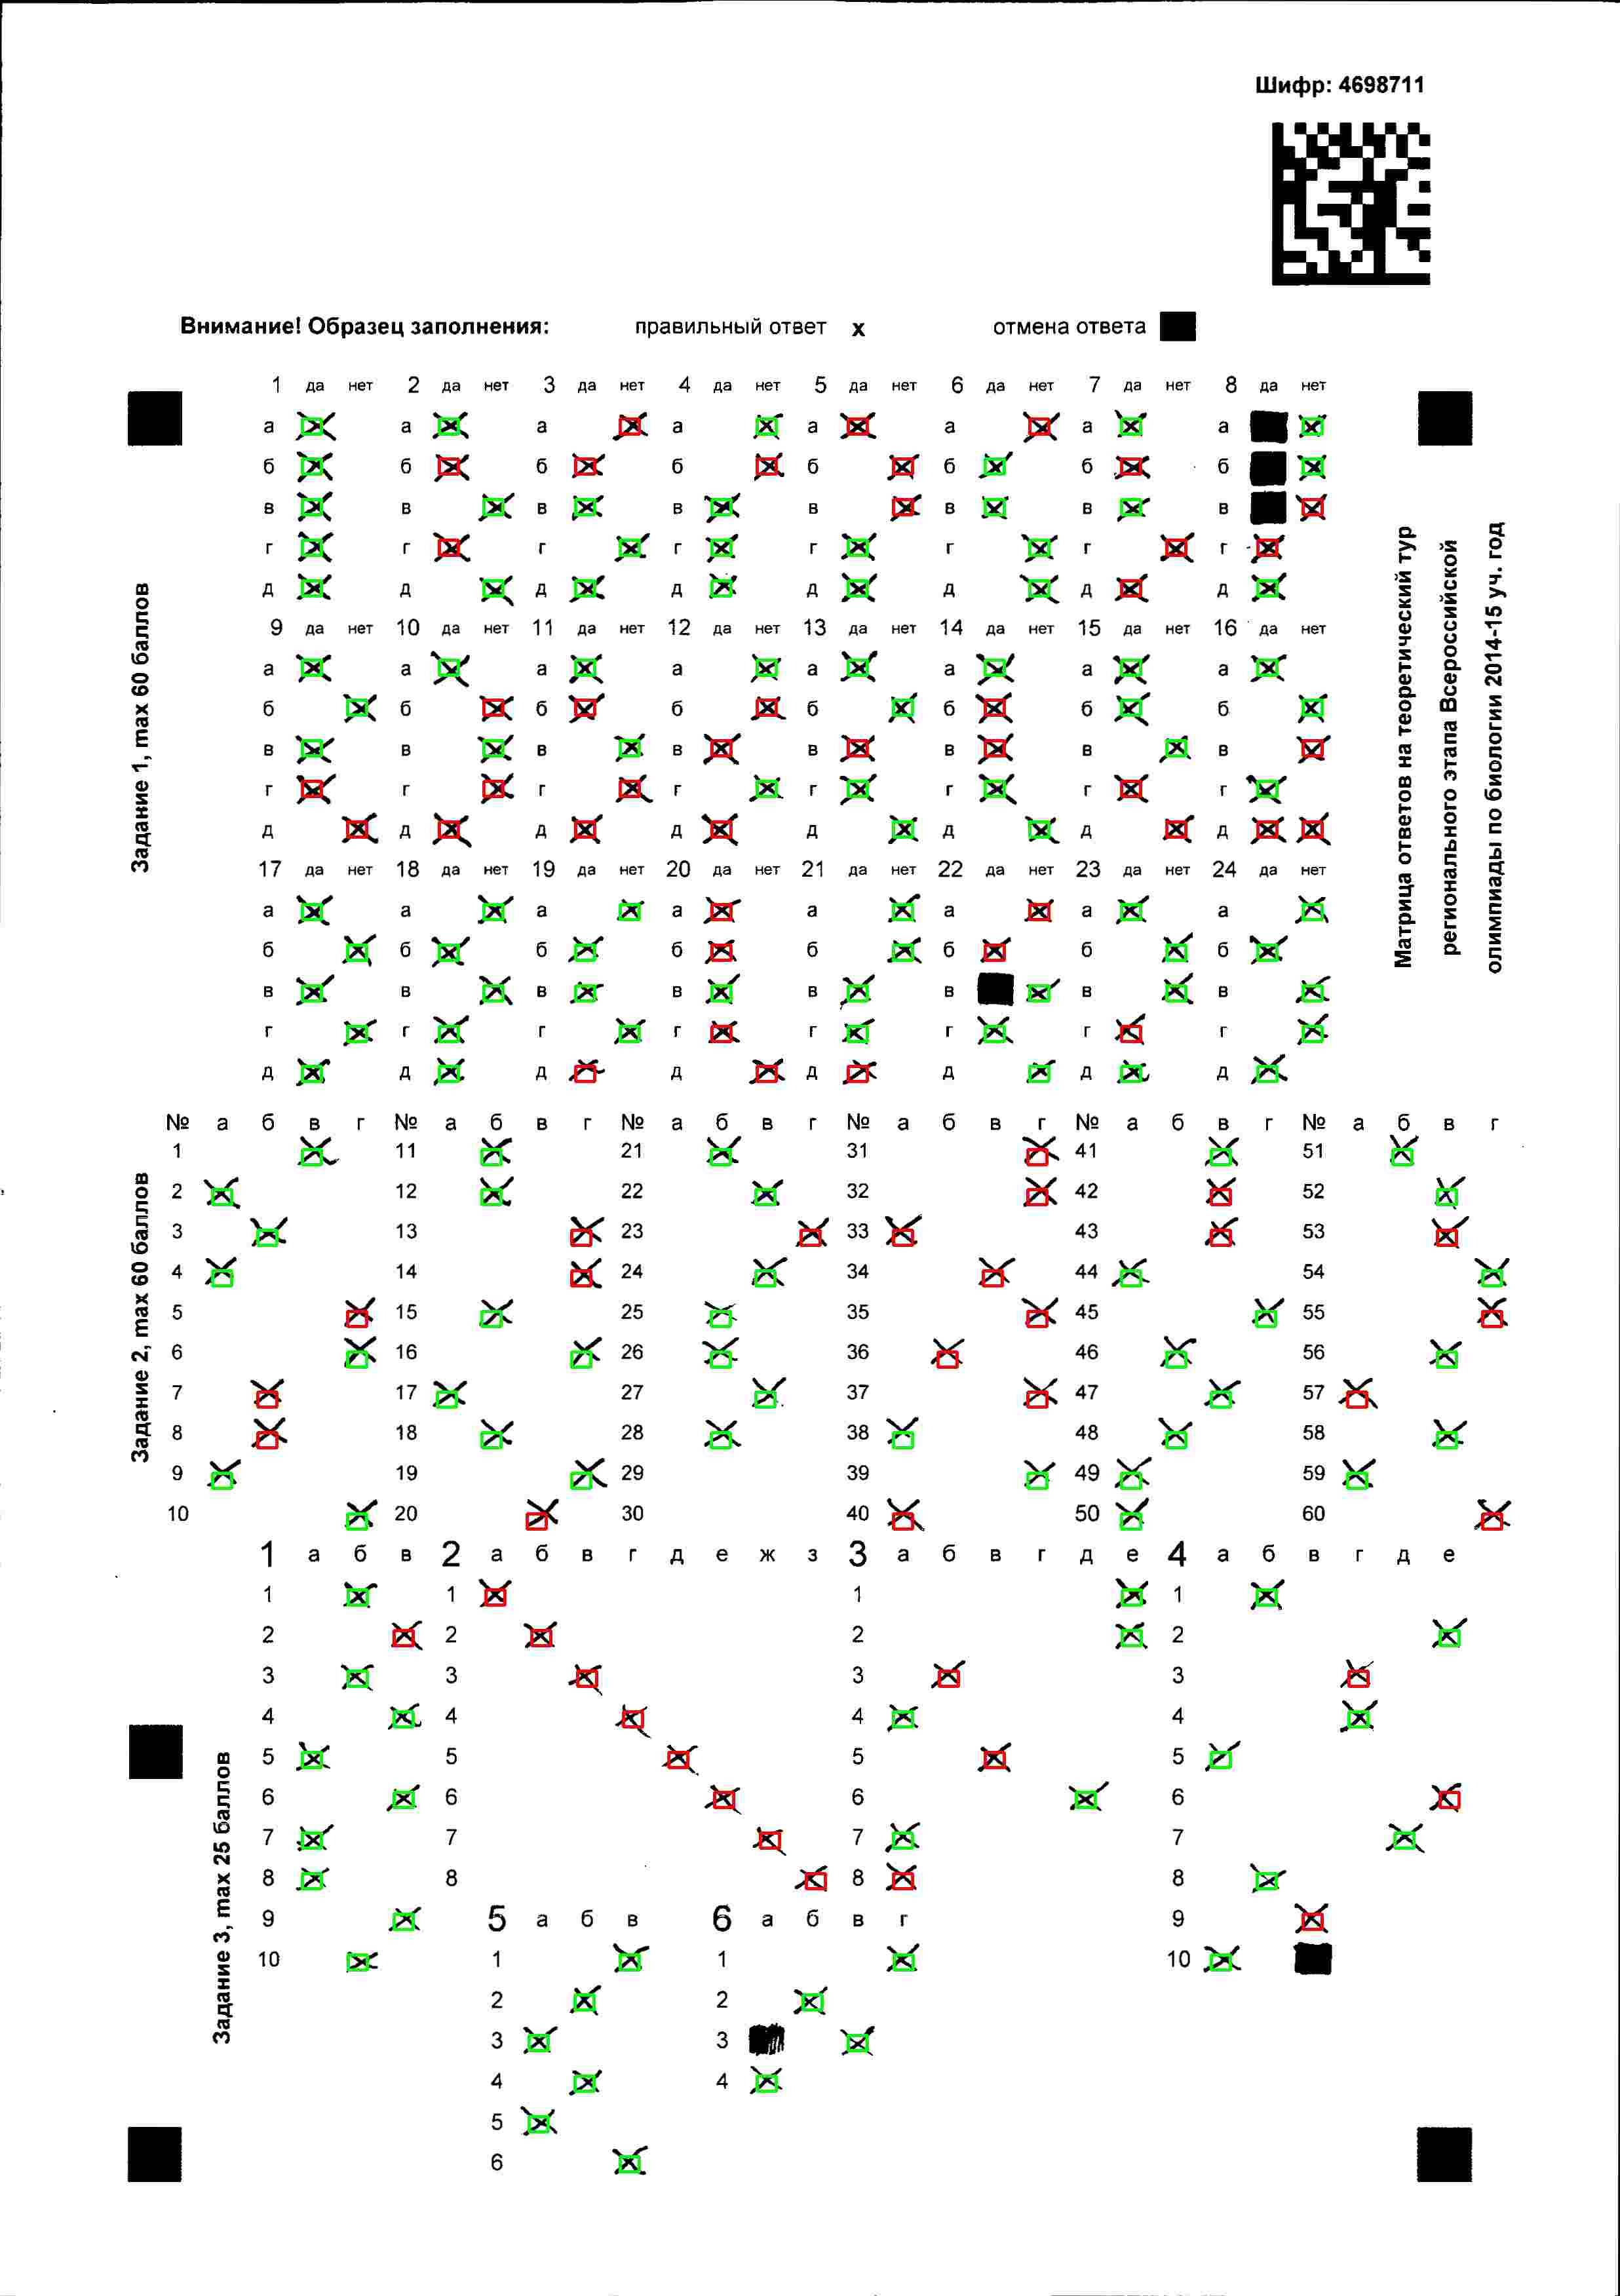 Шифр: 4698711
Внимание! Образец заполнения: правильный ответ х отмена ответа
1 да нет 2 да нет 3 да нет 4 да нет 5 да нет 6 да нет 7 да нет 8 да нет
а а а а а а а а
б б б б б б б б
в в в в в в в в
г г г г г г г г
д д д д д д д д
9 да нет 10 да нет 11 да нет 12 да нет 13 да нет 14 да нет 15 да нет 16 да нет
а а а а а а а а
б б б б б б б б
в в в в в в в в
г г г г г г г г
д д д д д д д д
17 да нет 18 да нет 19 да нет 20 да нет 21 да нет 22 да нет 23 да нет 24 да нет
а а а а а а а а
б б б б б б б б
в в в в в в в в
г г г г г г г г
д д д д д д д д
Задание 1, max 60 баллов
Матрица ответов на теоретический тур
регионального этапа Всероссийской
олимпиады по биологии 2014-15 уч. год
№ а б в г № а б в г № а б в г № а б в г № а б в г № а б в г
1 11 21 31 41 51
2 12 22 32 42 52
3 13 23 33 43 53
4 14 24 34 44 54
5 15 25 35 45 55
6 16 26 36 46 56
7 17 27 37 47 57
8 18 28 38 48 58
9 19 29 39 49 59
10 20 30 40 50 60
Задание 2, max 60 баллов
1 а б в 2 а б в г д е ж з 3 а б в г д е 4 а б в г д е
1 1 1 1
2 2 2 2
3 3 3 3
4 4 4 4
5 5 5 5
6 6 6 6
7 7 7 7
8 8 8 8
9 5 а б в 6 а б в г 9
10 1 1 10
2 2
3 3
4 4
5
6
Задание 3, max 25 баллов